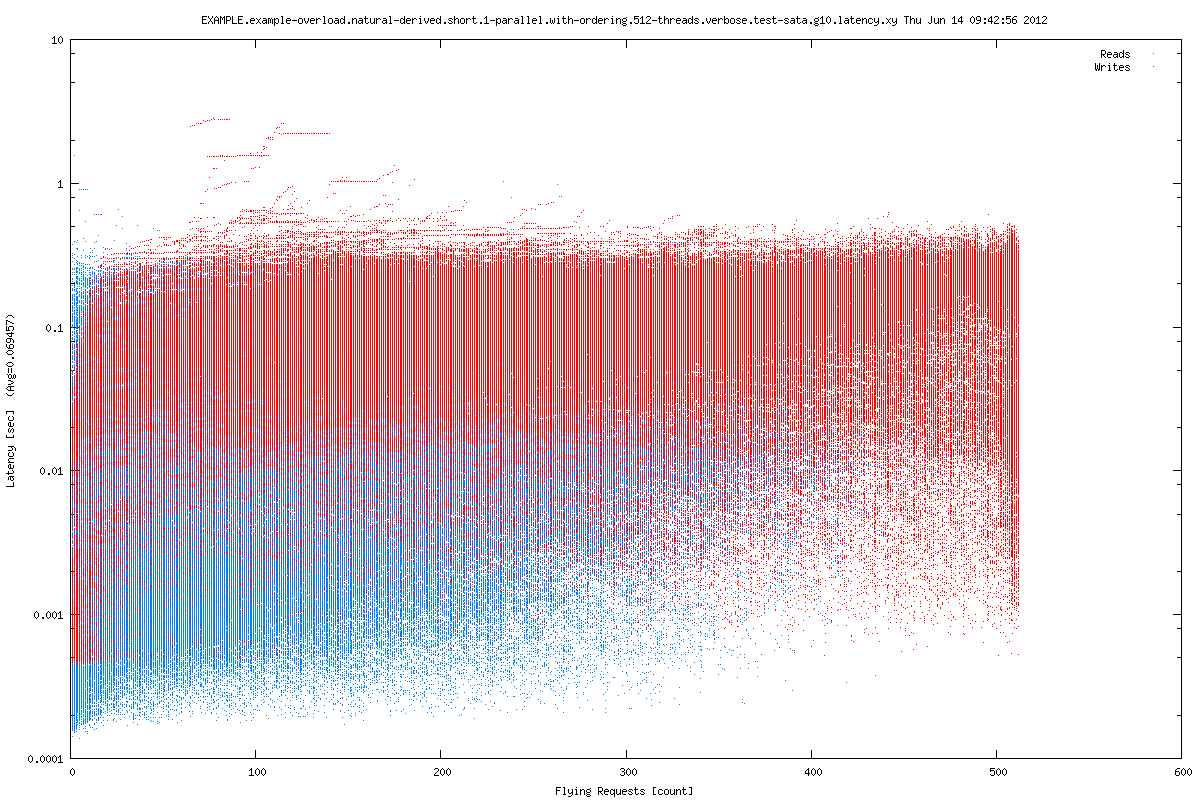 EXAMPLE.example-overload.natural-derived.short.1-parallel.with-ordering.512-threads.verbose.test-sata.g10.latency.xy Thu Jun 14 09:42:56 2012
Reads
Writes
10
1
0.1
0.01
0.001
0.0001
Latency [sec] (Avg=0.069457)
0 100 200 300 400 500 600
Flying Requests [count]